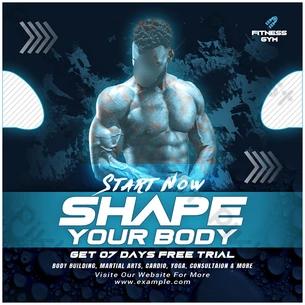 FITNESS
GYM
START NOW
SHAPE
YOUR BODY
GET 07 DAYS FREE TRIAL
BODY BUILDING, MARTIAL ARTS, CARDIO, YOGA, CONSULTAION & MORE
Visite Our Website For More
www.example.com